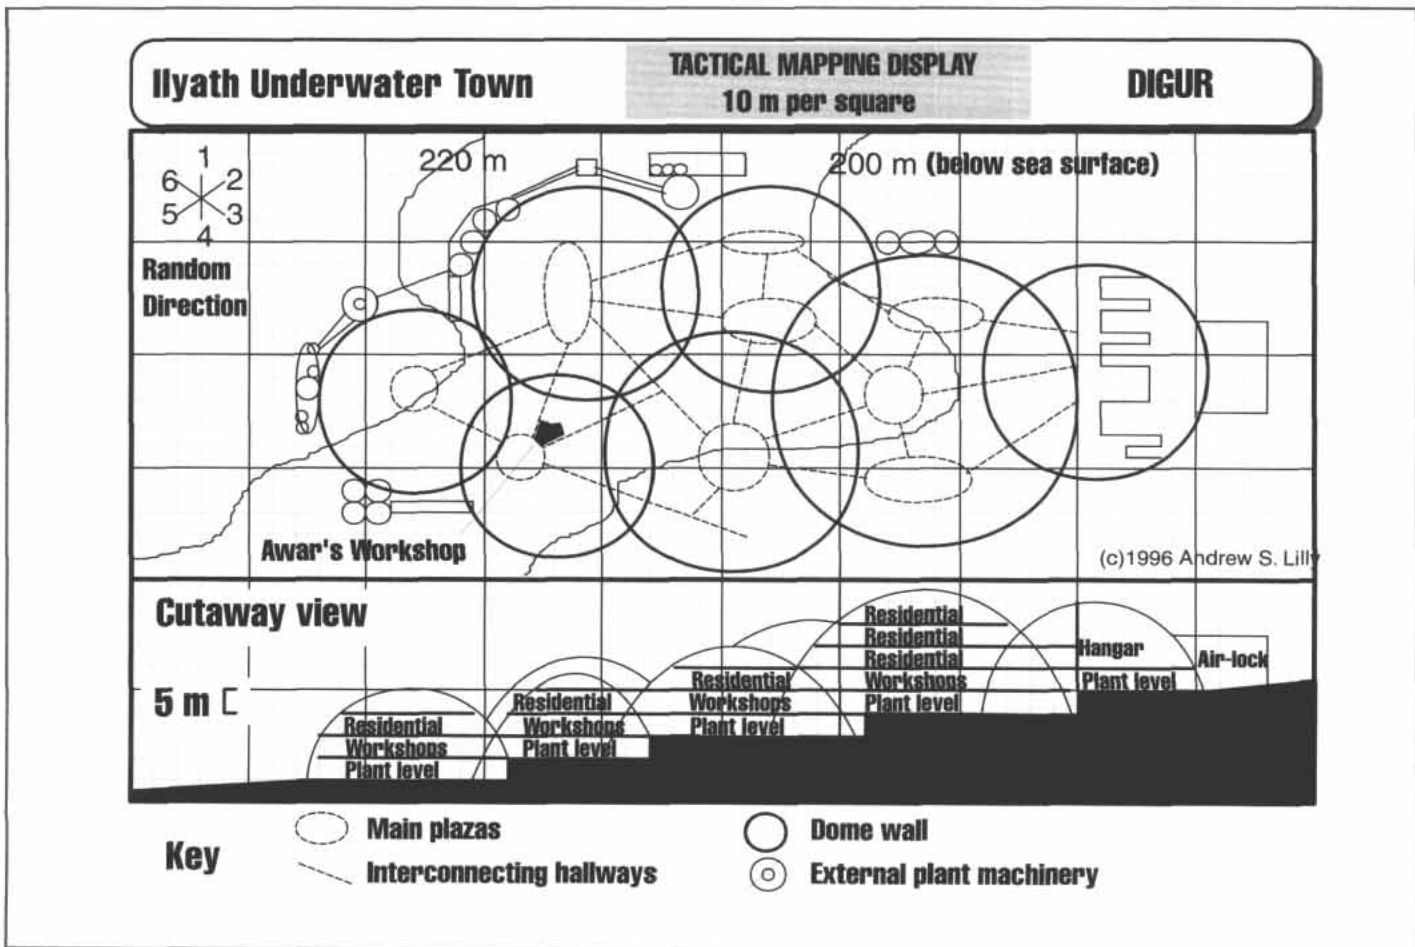 Ilyath Underwater Town
TACTICAL MAPPING DISPLAY
10 m per square
DIGUR
1
6 2
5 3
4
Random
Direction
220 m
200 m (below sea surface)
Awar's Workshop
(c)1996 Andrew S. Lilly
Cutaway view
5 m
Residential
Workshops
Plant level
Residential
Workshops
Plant level
Residential
Workshops
Plant level
Residential
Residential
Residential
Workshops
Plant level
Hangar
Plant level
Air-lock
Key
Main plazas
Interconnecting hallways
Dome wall
External plant machinery